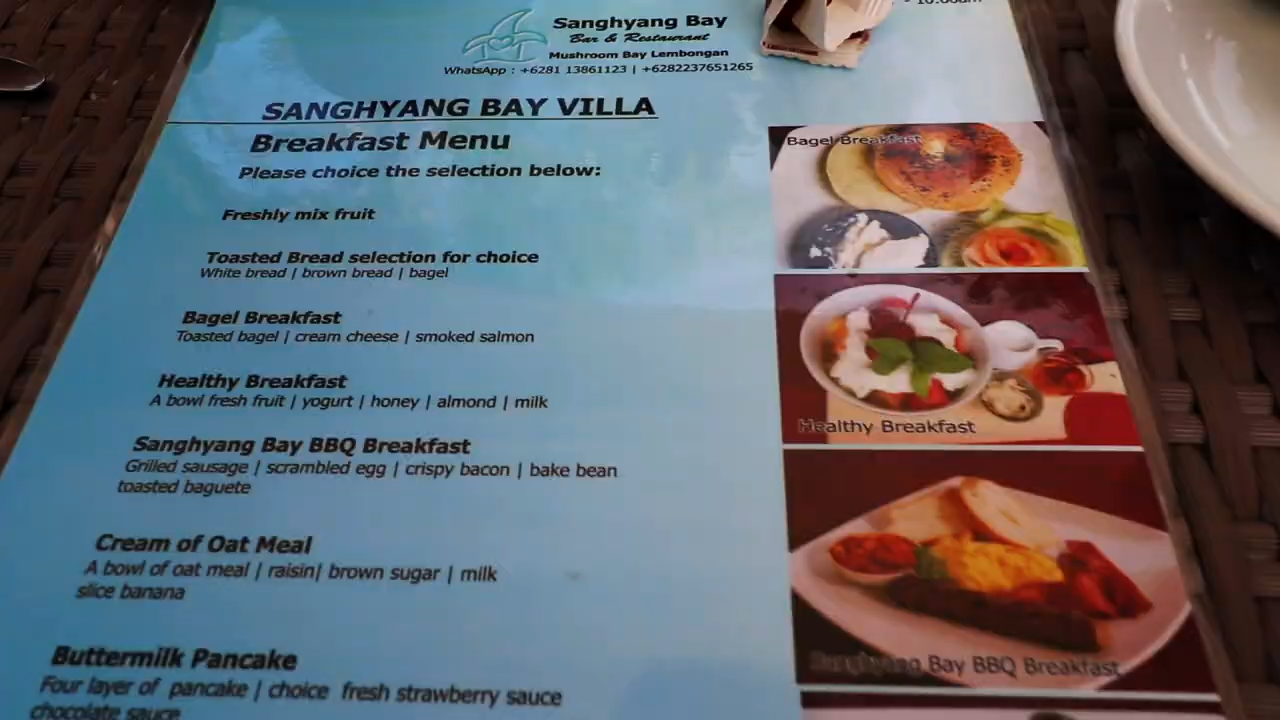 - 10.00am
Sanghyang Bay
Bar & Restaurant
Mushroom Bay Lembongan
WhatsApp : +6281 13861123 | +6282237651265
SANGHYANG BAY VILLA
Breakfast Menu
Please choice the selection below:
Freshly mix fruit
Toasted Bread selection for choice
White bread | brown bread | bagel
Bagel Breakfast
Toasted bagel | cream cheese | smoked salmon
Healthy Breakfast
A bowl fresh fruit | yogurt | honey | almond | milk
Sanghyang Bay BBQ Breakfast
Grilled sausage | scrambled egg | crispy bacon | bake bean
toasted baguete
Cream of Oat Meal
A bowl of oat meal | raisin| brown sugar | milk
slice banana
Buttermilk Pancake
Four layer of pancake | choice fresh strawberry sauce
chocolate sauce
Bagel Breakfast
Healthy Breakfast
Sanghyang Bay BBQ Breakfast